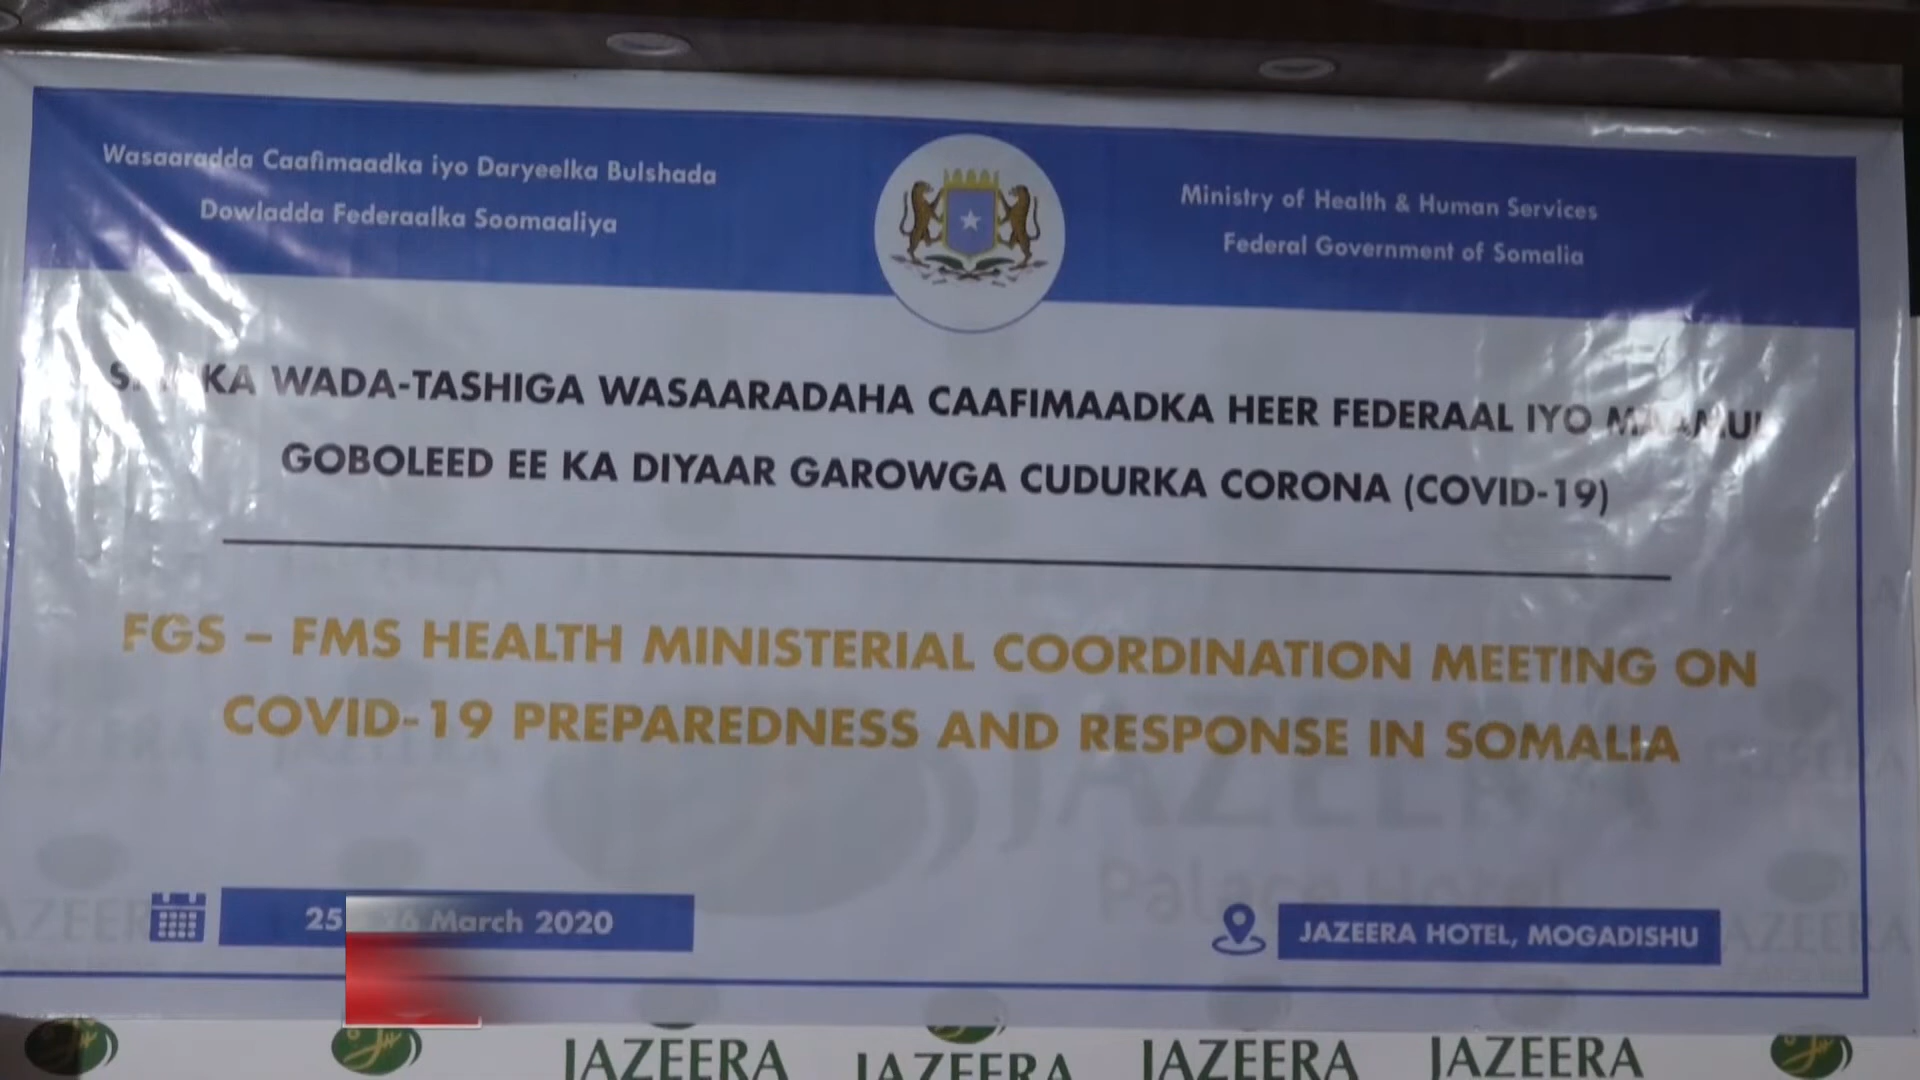 Wasaaradda Caafimaadka iyo Daryeelka Bulshada
Dowladda Federaalka Soomaaliya
Ministry of Health & Human Services
Federal Government of Somalia
WADA-TASHIGA WASAARADAHA CAAFIMAADKA HEER FEDERAAL IYO
GOBOLEED EE KA DIYAAR GAROWGA CUDURKA CORONA (COVID-19)
FGS – FMS HEALTH MINISTERIAL COORDINATION MEETING ON
COVID-19 PREPAREDNESS AND RESPONSE IN SOMALIA
25 March 2020
JAZEERA HOTEL, MOGADISHU
JAZEERA
Palace Hotel
JAZEERA JAZEERA JAZEERA JAZEERA